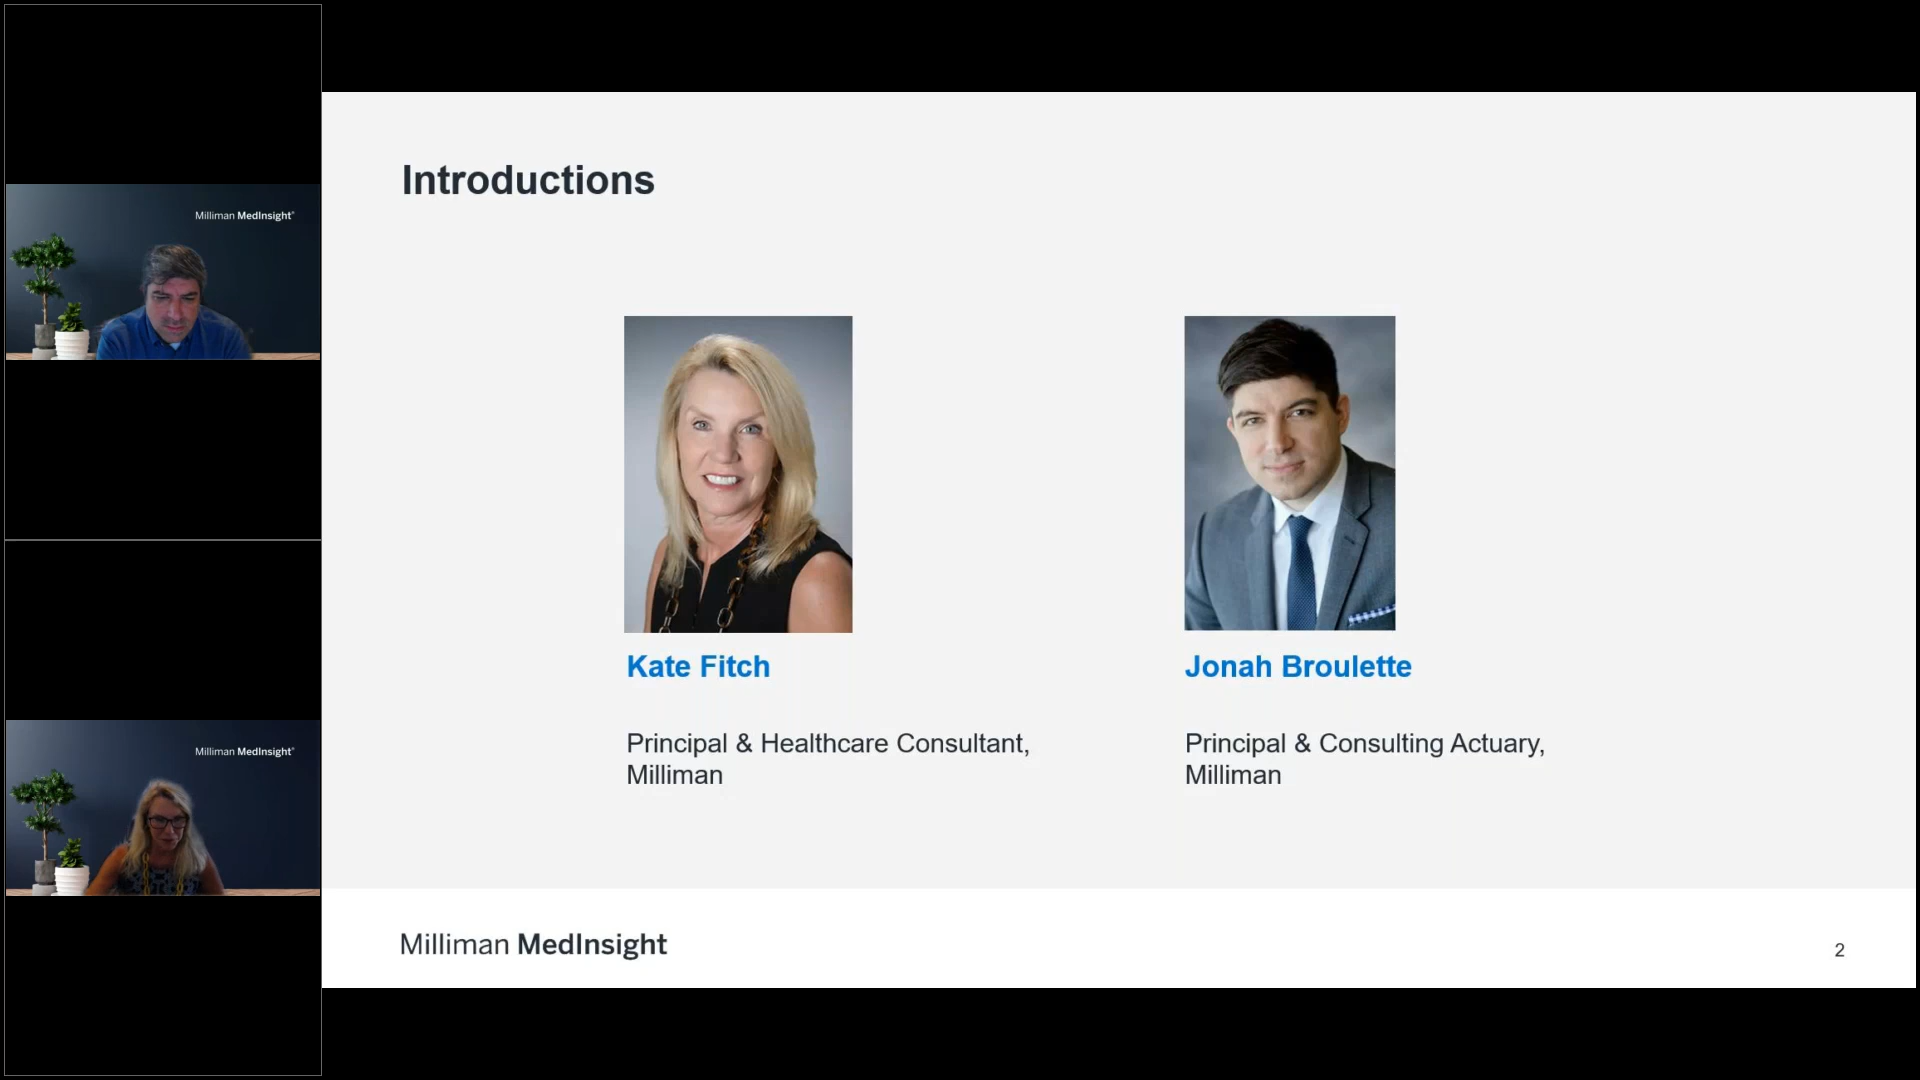 Milliman MedInsight®
Milliman MedInsight®
Introductions
Kate Fitch
Principal & Healthcare Consultant,
Milliman
Jonah Broulette
Principal & Consulting Actuary,
Milliman
Milliman MedInsight
2